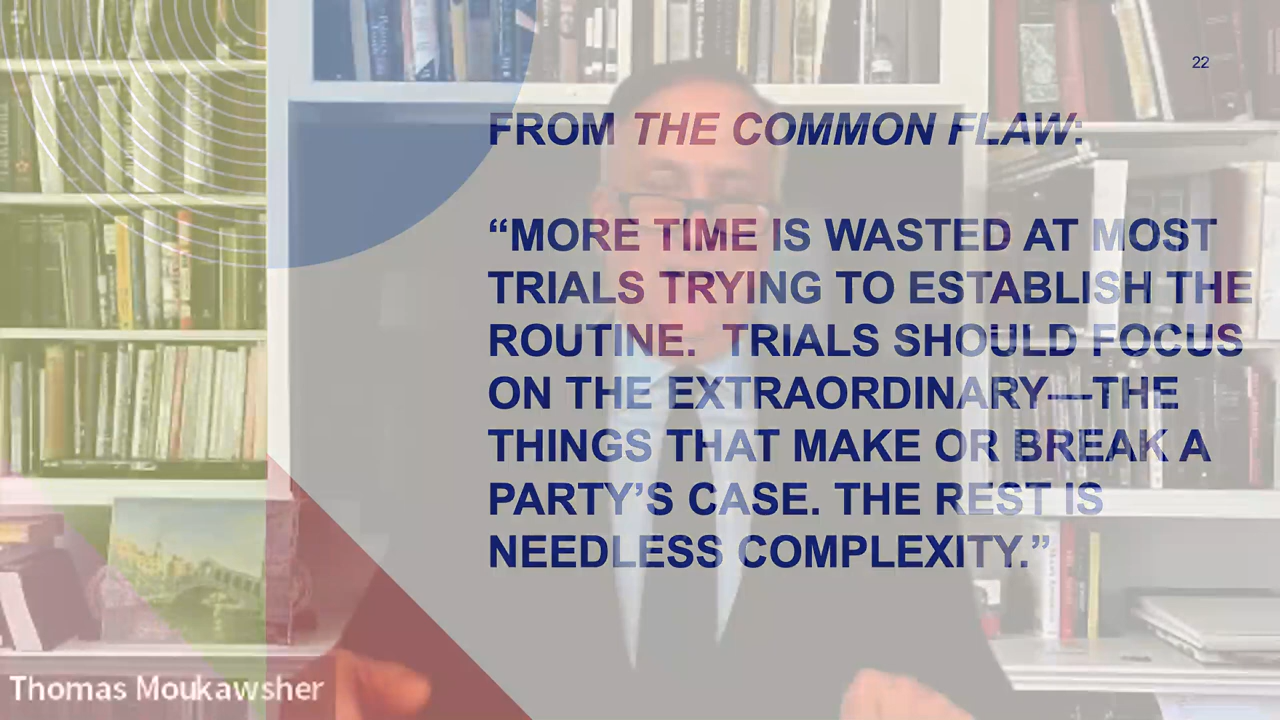 22
FROM THE COMMON FLAW:
“MORE TIME IS WASTED AT MOST
TRIALS TRYING TO ESTABLISH THE
ROUTINE.  TRIALS SHOULD FOCUS
ON THE EXTRAORDINARY—THE
THINGS THAT MAKE OR BREAK A
PARTY’S CASE. THE REST IS
NEEDLESS COMPLEXITY.”
Thomas Moukawsher